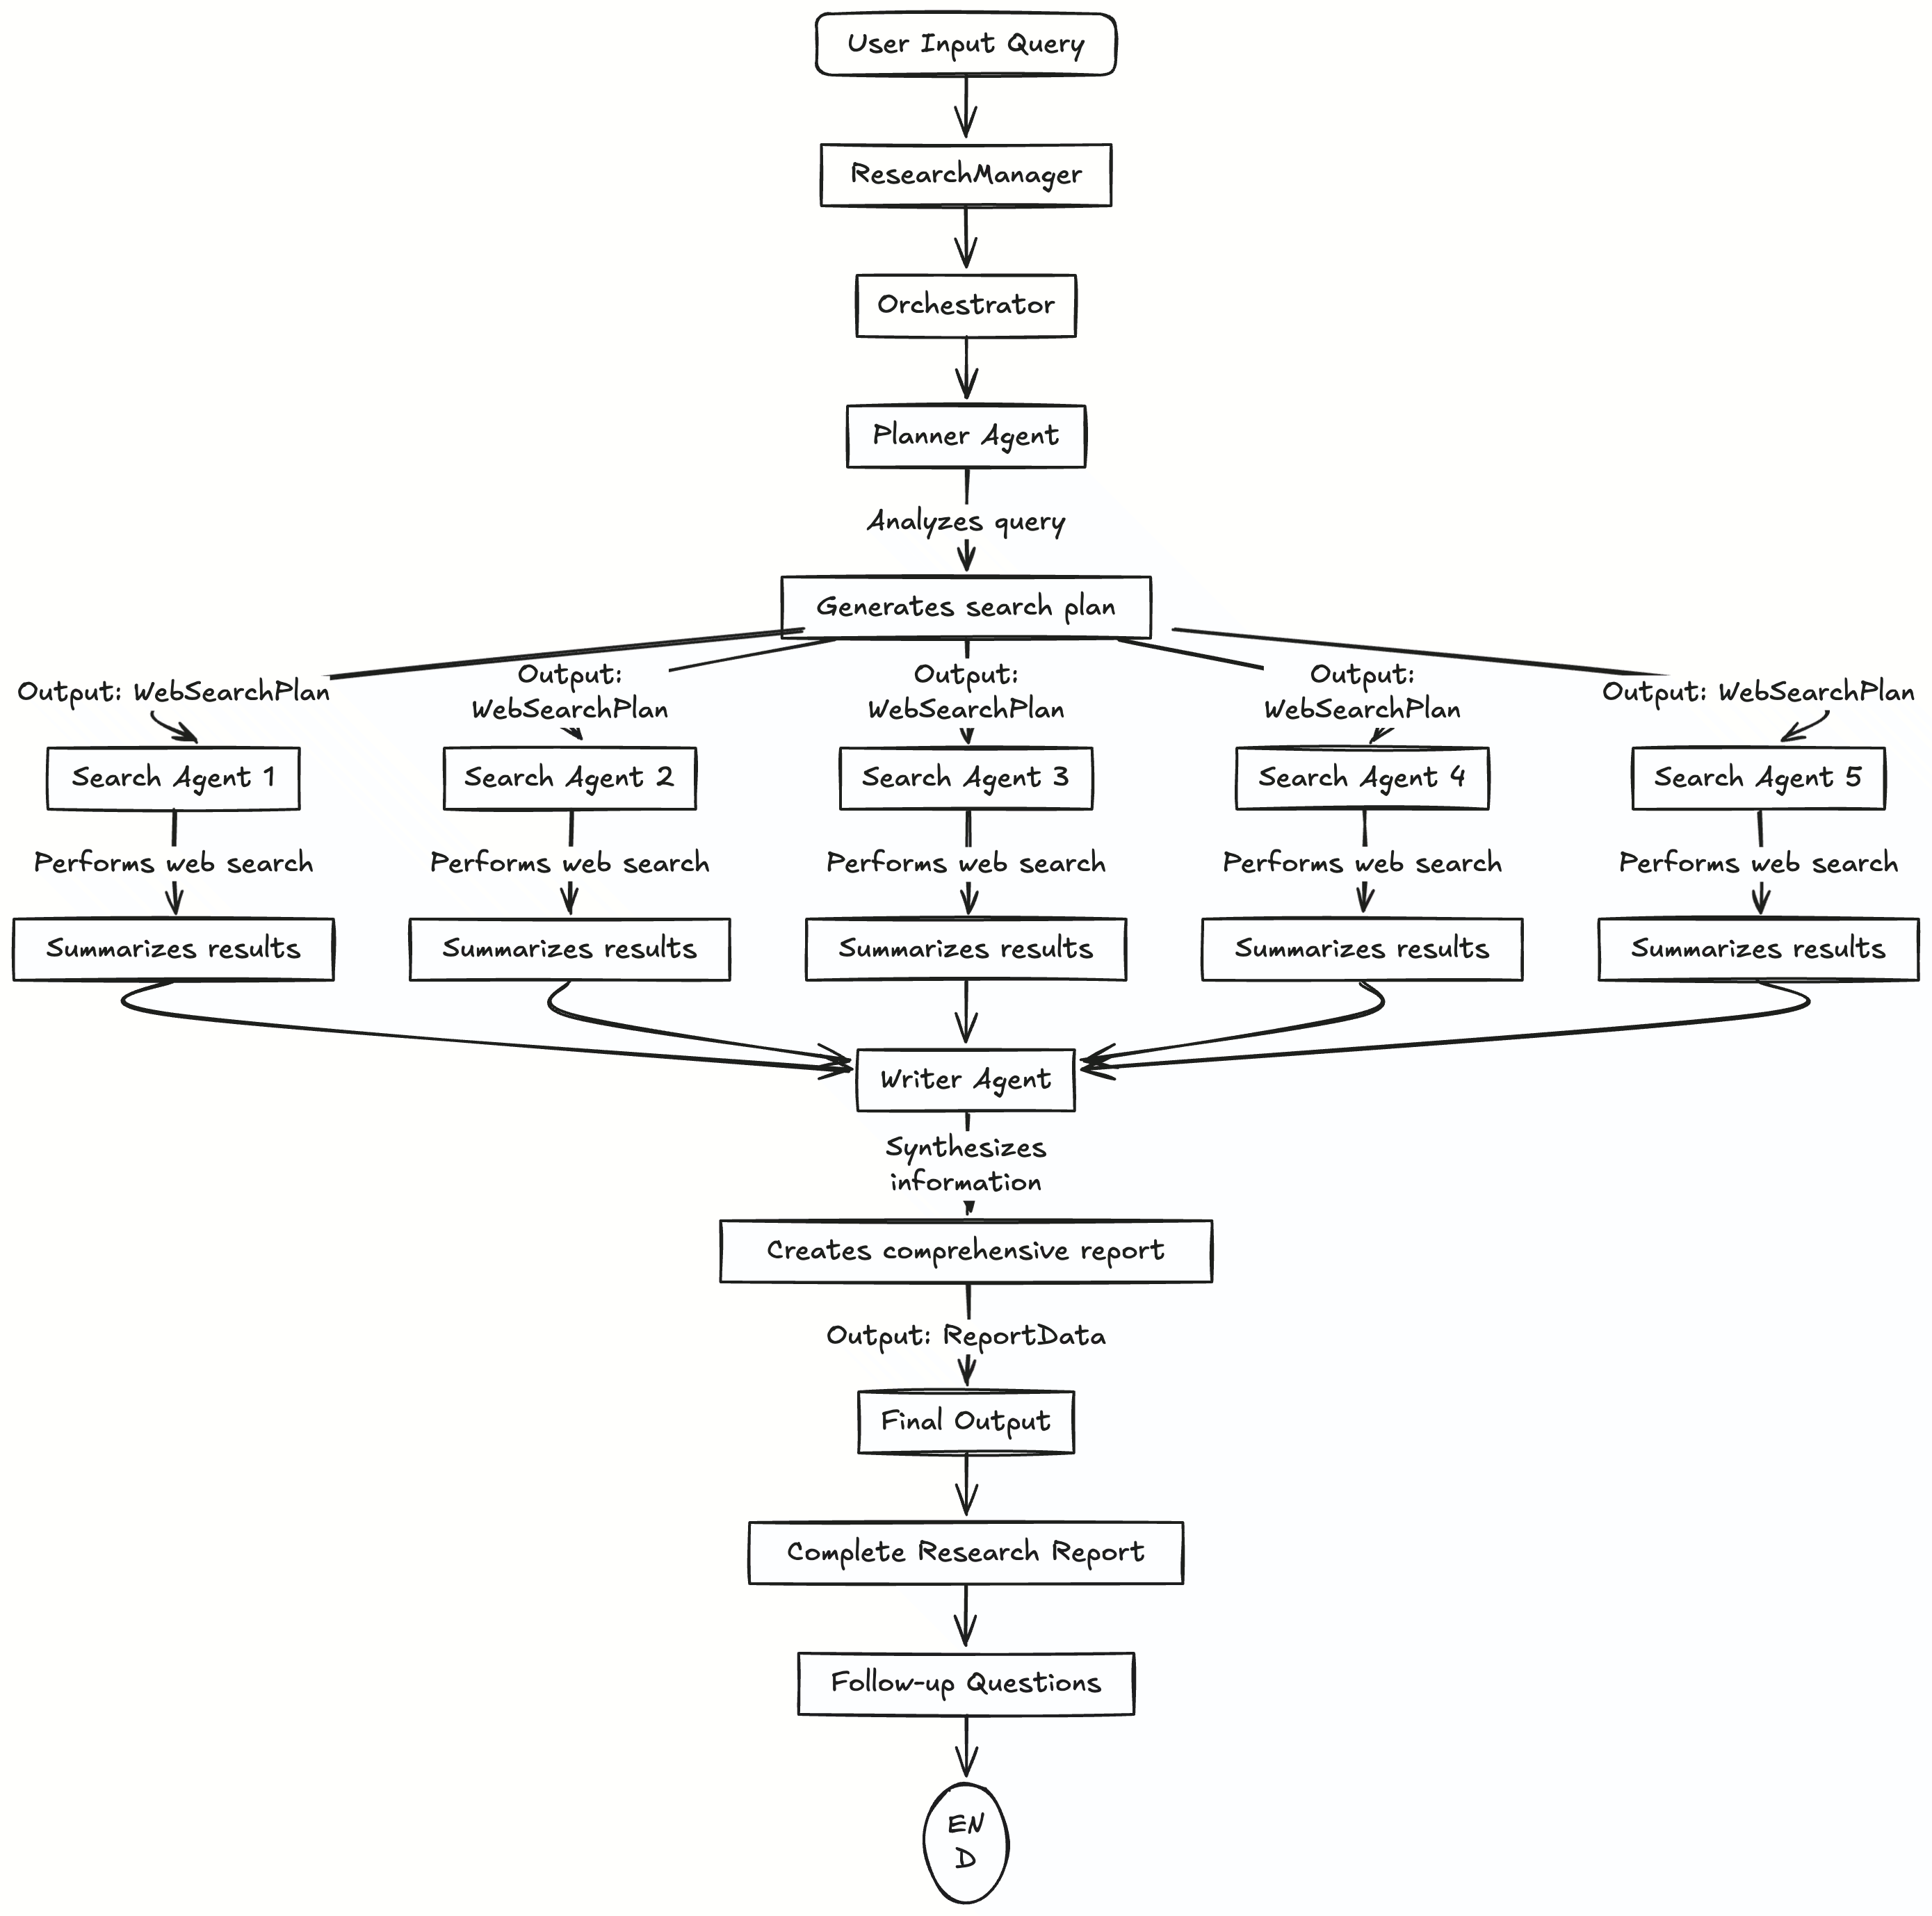 User Input Query
ResearchManager
Orchestrator
Planner Agent
Analyzes query
Generates search plan
Output: WebSearchPlan
Output:
WebSearchPlan
Output:
WebSearchPlan
Output:
WebSearchPlan
Output: WebSearchPlan
Search Agent 1
Search Agent 2
Search Agent 3
Search Agent 4
Search Agent 5
Performs web search
Performs web search
Performs web search
Performs web search
Performs web search
Summarizes results
Summarizes results
Summarizes results
Summarizes results
Summarizes results
Writer Agent
Synthesizes
information
Creates comprehensive report
Output: ReportData
Final Output
Complete Research Report
Follow-up Questions
EN
D